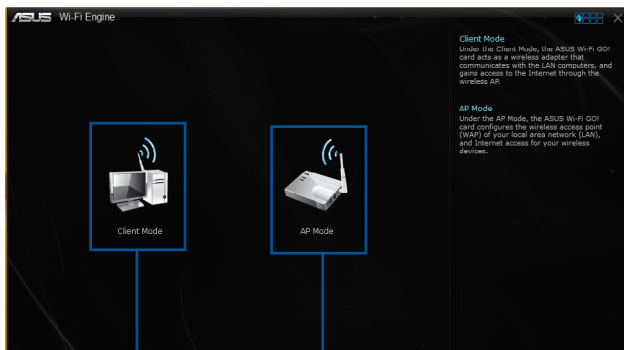 ASUS Wi-Fi Engine
Client Mode
Under the Client Mode, the ASUS Wi-Fi GO!
card acts as a wireless adapter that
communicates with the LAN computers, and
gains access to the Internet through the
wireless AP.
AP Mode
Under the AP Mode, the ASUS Wi-Fi GO!
card configures the wireless access point
(WAP) of your local area network (LAN),
and Internet access for your wireless
devices.
Client Mode
AP Mode